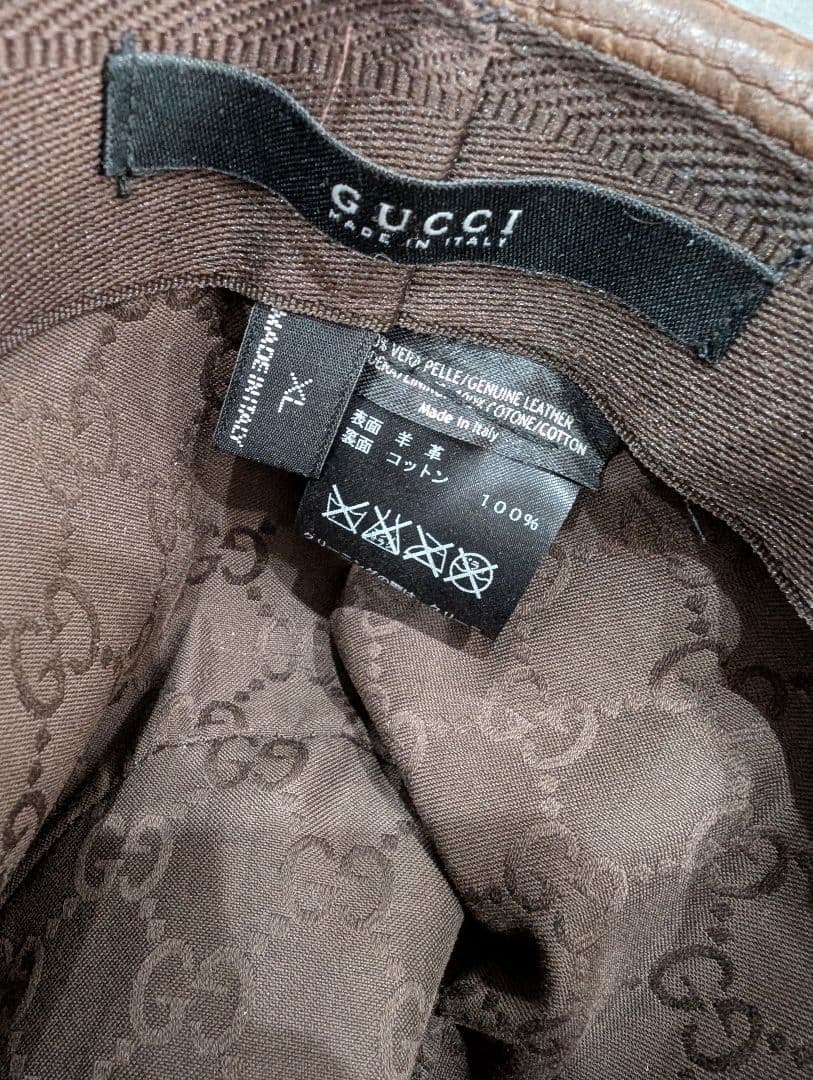 GUCCI
MADE IN ITALY
MADE IN ITALY
XL
% VERA PELLE/GENUINE LEATHER
COTONE/COTTON
Made in Italy
表面 羊 革
裏面 コットン 100%